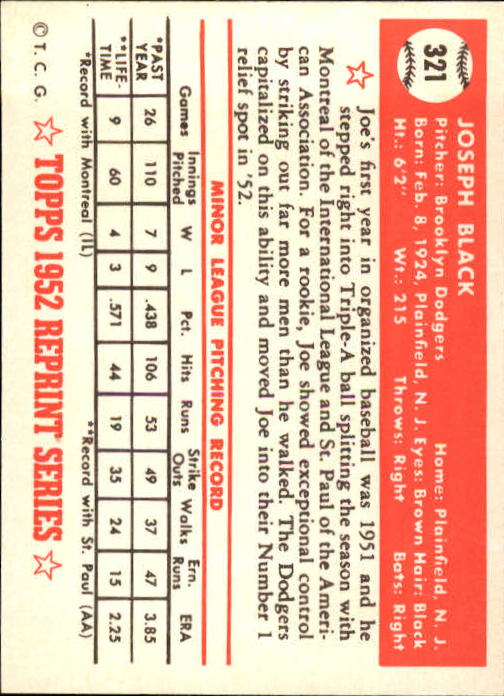 321
JOSEPH BLACK
Pitcher: Brooklyn Dodgers Home: Plainfield, N. J.
Born: Feb. 8, 1924, Plainfield, N. J. Eyes: Brown Hair: Black
Ht.: 6'2" Wt.: 215 Throws: Right Bats: Right
Joe's first year in organized baseball was 1951 and he
stepped right into Triple-A ball splitting the season with
Montreal of the International League and St. Paul of the Ameri-
can Association. For a rookie, Joe showed exceptional control
by striking out far more men than he walked. The Dodgers
capitalized on this ability and moved Joe into their Number 1
relief spot in '52.
MINOR LEAGUE PITCHING RECORD
Games Innings Pitched W L Pct. Hits Runs Strike Outs Walks Ern. Runs ERA
*PAST YEAR 26 110 7 9 .438 106 53 49 37 47 3.85
**LIFE-TIME 9 60 4 3 .571 44 19 35 24 15 2.25
*Record with Montreal (IL) **Record with St. Paul (AA)
© T. C. G. ☆ TOPPS 1952 REPRINT SERIES ☆